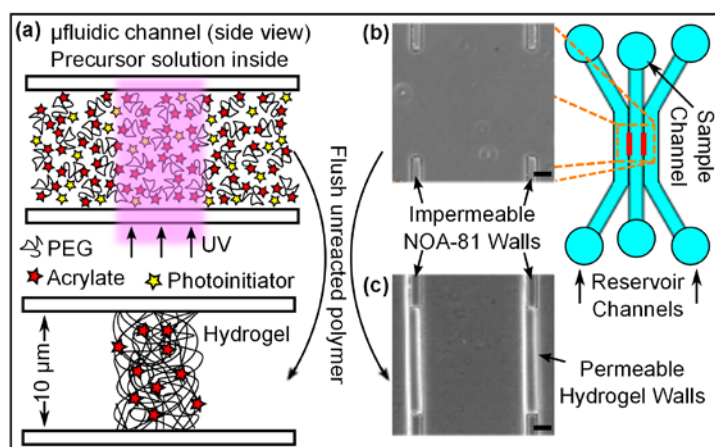 (a) µfluidic channel (side view)
Precursor solution inside
UV
PEG
Acrylate
Photoinitiator
Hydrogel
10 µm
Flush unreacted polymer
(b)
Impermeable
NOA-81 Walls
(c)
Permeable
Hydrogel Walls
Sample
Channel
Reservoir
Channels